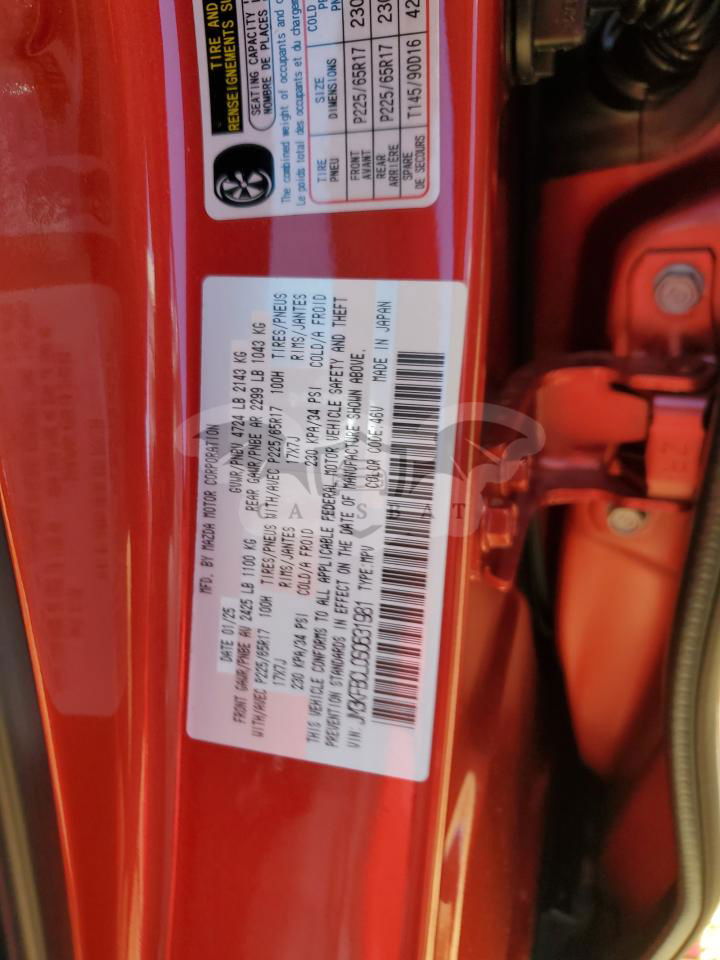 MFD. BY MAZDA MOTOR CORPORATION
DATE 01/25 GVWR/PNBV 4724 LB 2143 KG
FRONT GAWR/PNBE AV 2425 LB 1100 KG REAR GAWR/PNBE AR 2299 LB 1043 KG
WITH/AVEC P225/65R17 100H TIRES/PNEUS WITH/AVEC P225/65R17 100H TIRES/PNEUS
17X7J RIMS/JANTES 17X7J RIMS/JANTES
230 KPA/34 PSI COLD/A FROID 230 KPA/34 PSI COLD/A FROID
THIS VEHICLE CONFORMS TO ALL APPLICABLE FEDERAL MOTOR VEHICLE SAFETY AND THEFT
PREVENTION STANDARDS IN EFFECT ON THE DATE OF MANUFACTURE SHOWN ABOVE.
VIN: JM3KFBCL0S0631981 TYPE:MPV COLOR CODE:46V MADE IN JAPAN
TIRE AND
RENSEIGNEMENTS SU
SEATING CAPACITY
NOMBRE DE PLACES
The combined weight of occupants and
Le poids total des occupants et du
TIRE SIZE COLD
PNEU DIMENSIONS
FRONT P225/65R17 230
AVANT
REAR P225/65R17 230
ARRIÈRE
SPARE T145/90D16 42
DE SECOURS